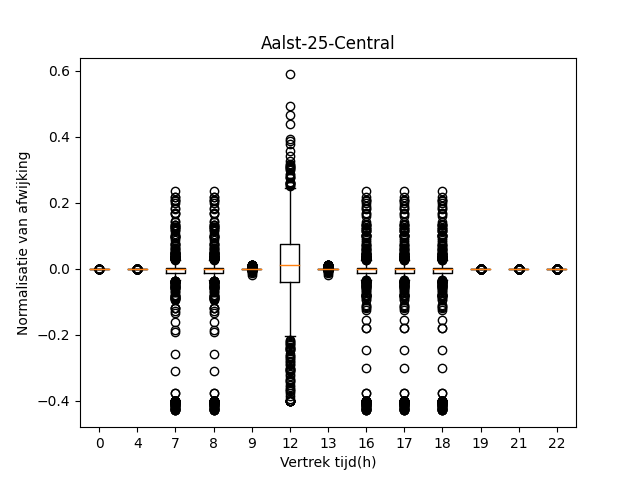 Aalst-25-Central
Normalisatie van afwijking
0.6
0.4
0.2
0.0
−0.2
−0.4
0 4 7 8 9 12 13 16 17 18 19 21 22
Vertrek tijd(h)